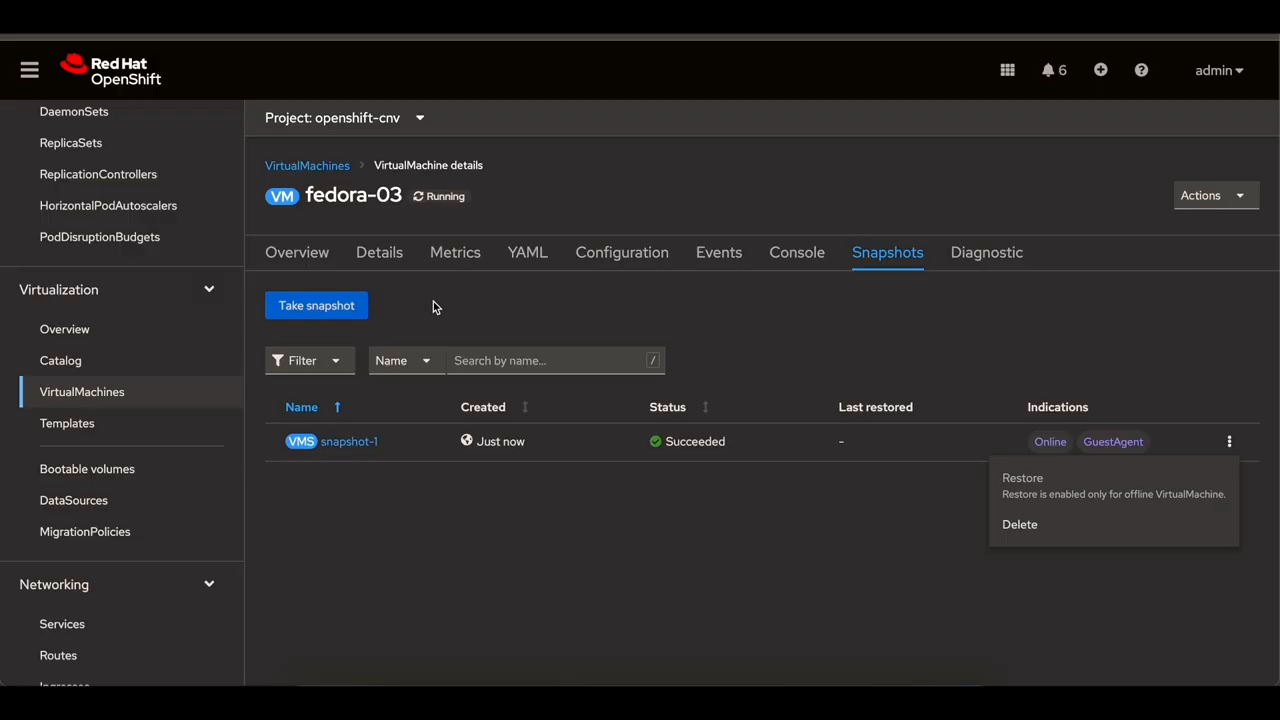 Red Hat
OpenShift
6
admin
DaemonSets
ReplicaSets
ReplicationControllers
HorizontalPodAutoscalers
PodDisruptionBudgets
Virtualization
Overview
Catalog
VirtualMachines
Templates
Bootable volumes
DataSources
MigrationPolicies
Networking
Services
Routes
Ingresses
Project: openshift-cnv
VirtualMachines > VirtualMachine details
VM fedora-03 Running
Actions
Overview Details Metrics YAML Configuration Events Console Snapshots Diagnostic
Take snapshot
Filter Name Search by name... /
Name Created Status Last restored Indications
VMS snapshot-1 Just now Succeeded - Online GuestAgent
Restore
Restore is enabled only for offline VirtualMachine.
Delete